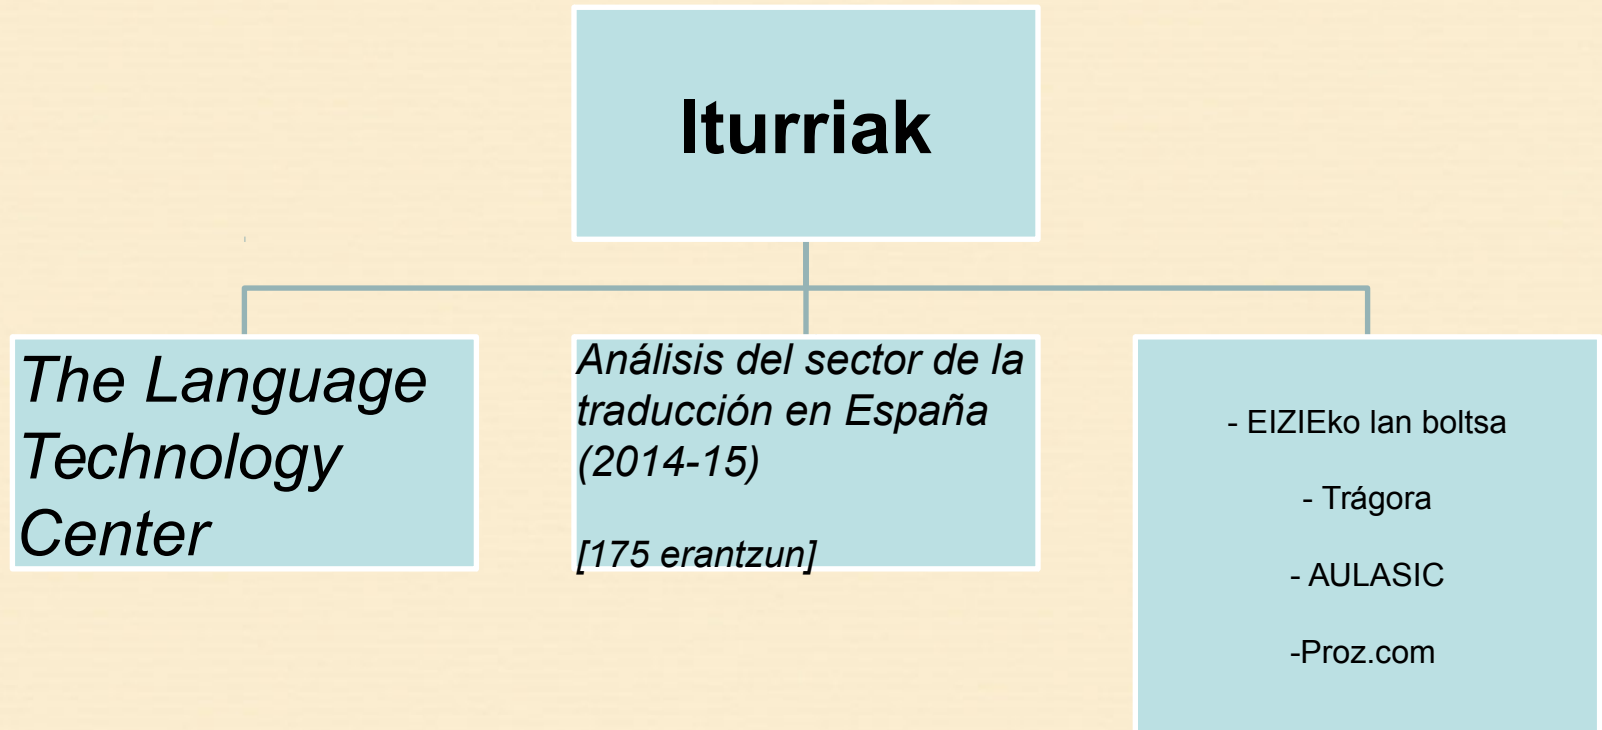 Iturriak
The Language
Technology
Center
Análisis del sector de la
traducción en España
(2014-15)
[175 erantzun]
- EIZIEko lan boltsa
- Trágora
- AULASIC
-Proz.com